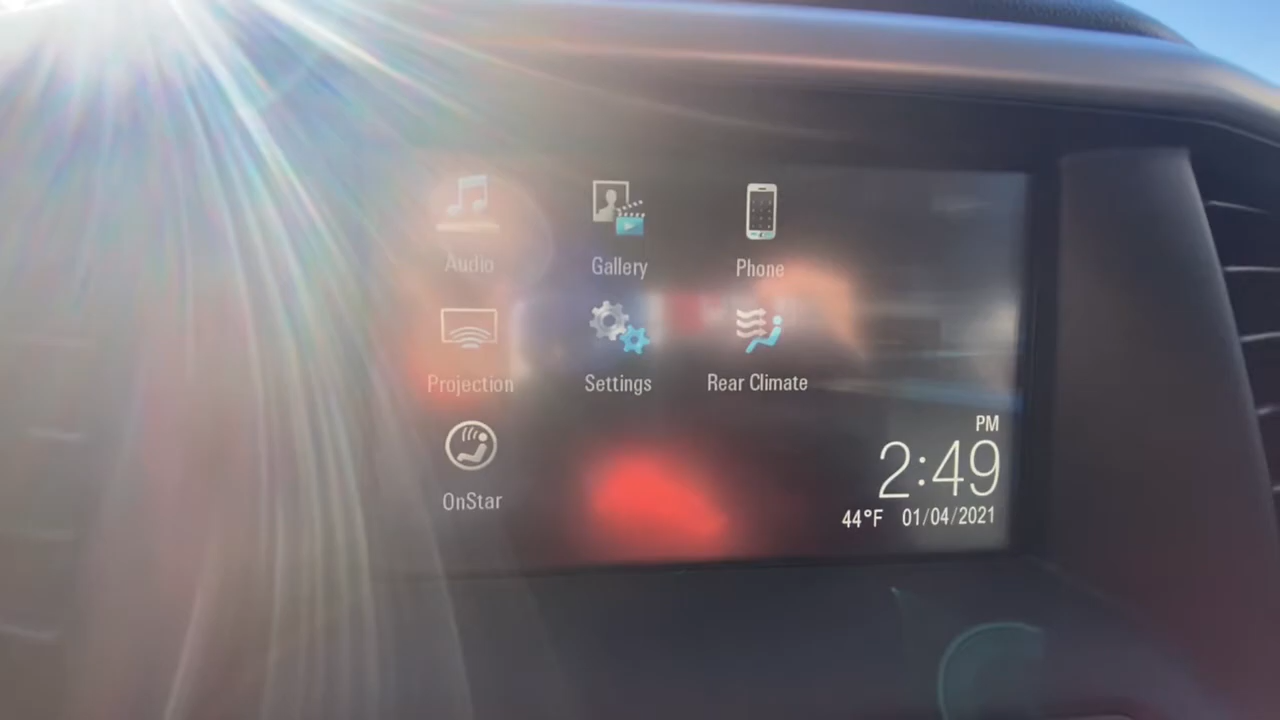 Audio
Gallery
Phone
Projection
Settings
Rear Climate
OnStar
PM
2:49
44°F 01/04/2021